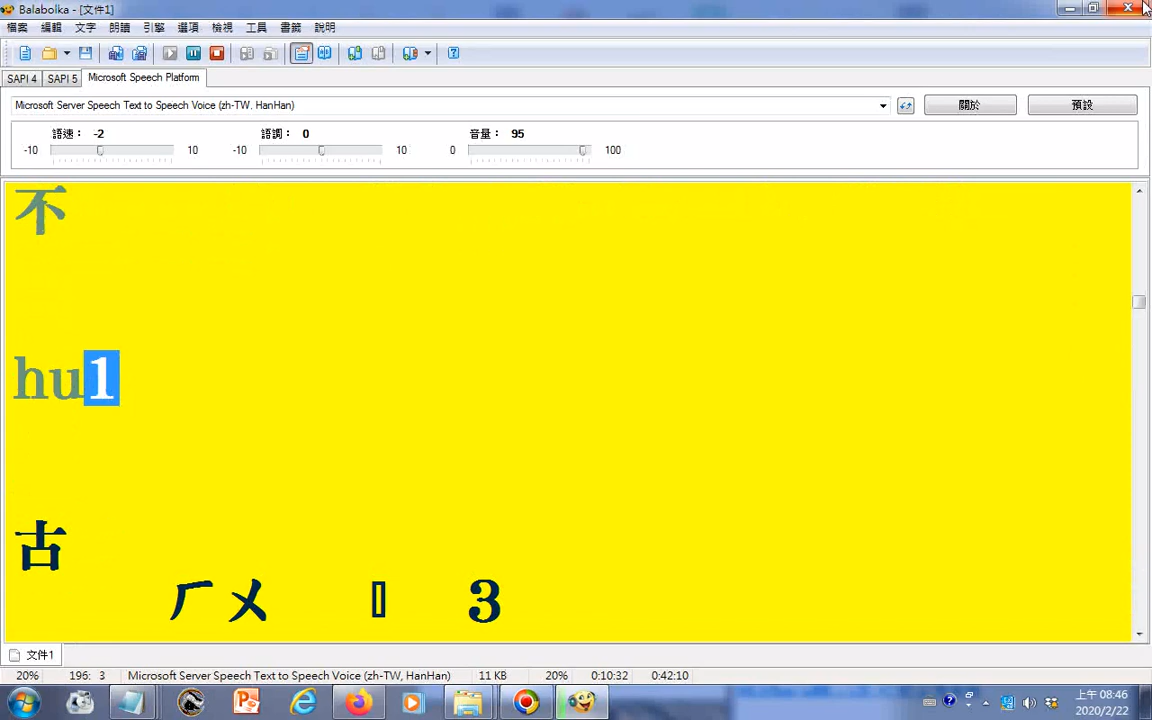 Balabolka - [文件1]
檔案 編輯 文字 朗讀 引擎 選項 檢視 工具 書籤 說明
SAPI 4 SAPI 5 Microsoft Speech Platform
Microsoft Server Speech Text to Speech Voice (zh-TW, HanHan)
關於 預設
語速： -2 語調： 0 音量： 95
-10 10 -10 10 0 100
不
hu1
古
ㄏㄨ 3
文件1
20% 196: 3 Microsoft Server Speech Text to Speech Voice (zh-TW, HanHan) 11 KB 20% 0:10:32 0:42:10
上午 08:46
2020/2/22